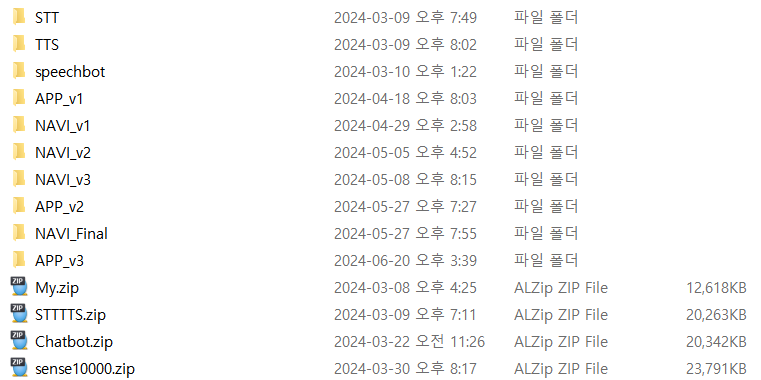 STT 2024-03-09 오후 7:49 파일 폴더
TTS 2024-03-09 오후 8:02 파일 폴더
speechbot 2024-03-10 오후 1:22 파일 폴더
APP_v1 2024-04-18 오후 8:03 파일 폴더
NAVI_v1 2024-04-29 오후 2:58 파일 폴더
NAVI_v2 2024-05-05 오후 4:52 파일 폴더
NAVI_v3 2024-05-08 오후 8:15 파일 폴더
APP_v2 2024-05-27 오후 7:27 파일 폴더
NAVI_Final 2024-05-27 오후 7:55 파일 폴더
APP_v3 2024-06-20 오후 3:39 파일 폴더
ZIP My.zip 2024-03-08 오후 4:25 ALZip ZIP File 12,618KB
ZIP STTTTS.zip 2024-03-09 오후 7:11 ALZip ZIP File 20,263KB
ZIP Chatbot.zip 2024-03-22 오전 11:26 ALZip ZIP File 20,342KB
ZIP sense10000.zip 2024-03-30 오후 8:17 ALZip ZIP File 23,791KB